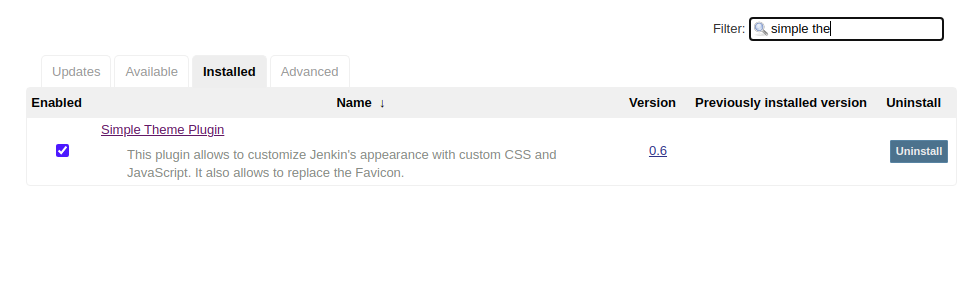 Filter: simple the
Updates Available Installed Advanced
Enabled Name ↓ Version Previously installed version Uninstall
Simple Theme Plugin
This plugin allows to customize Jenkin's appearance with custom CSS and
JavaScript. It also allows to replace the Favicon.
0.6
Uninstall